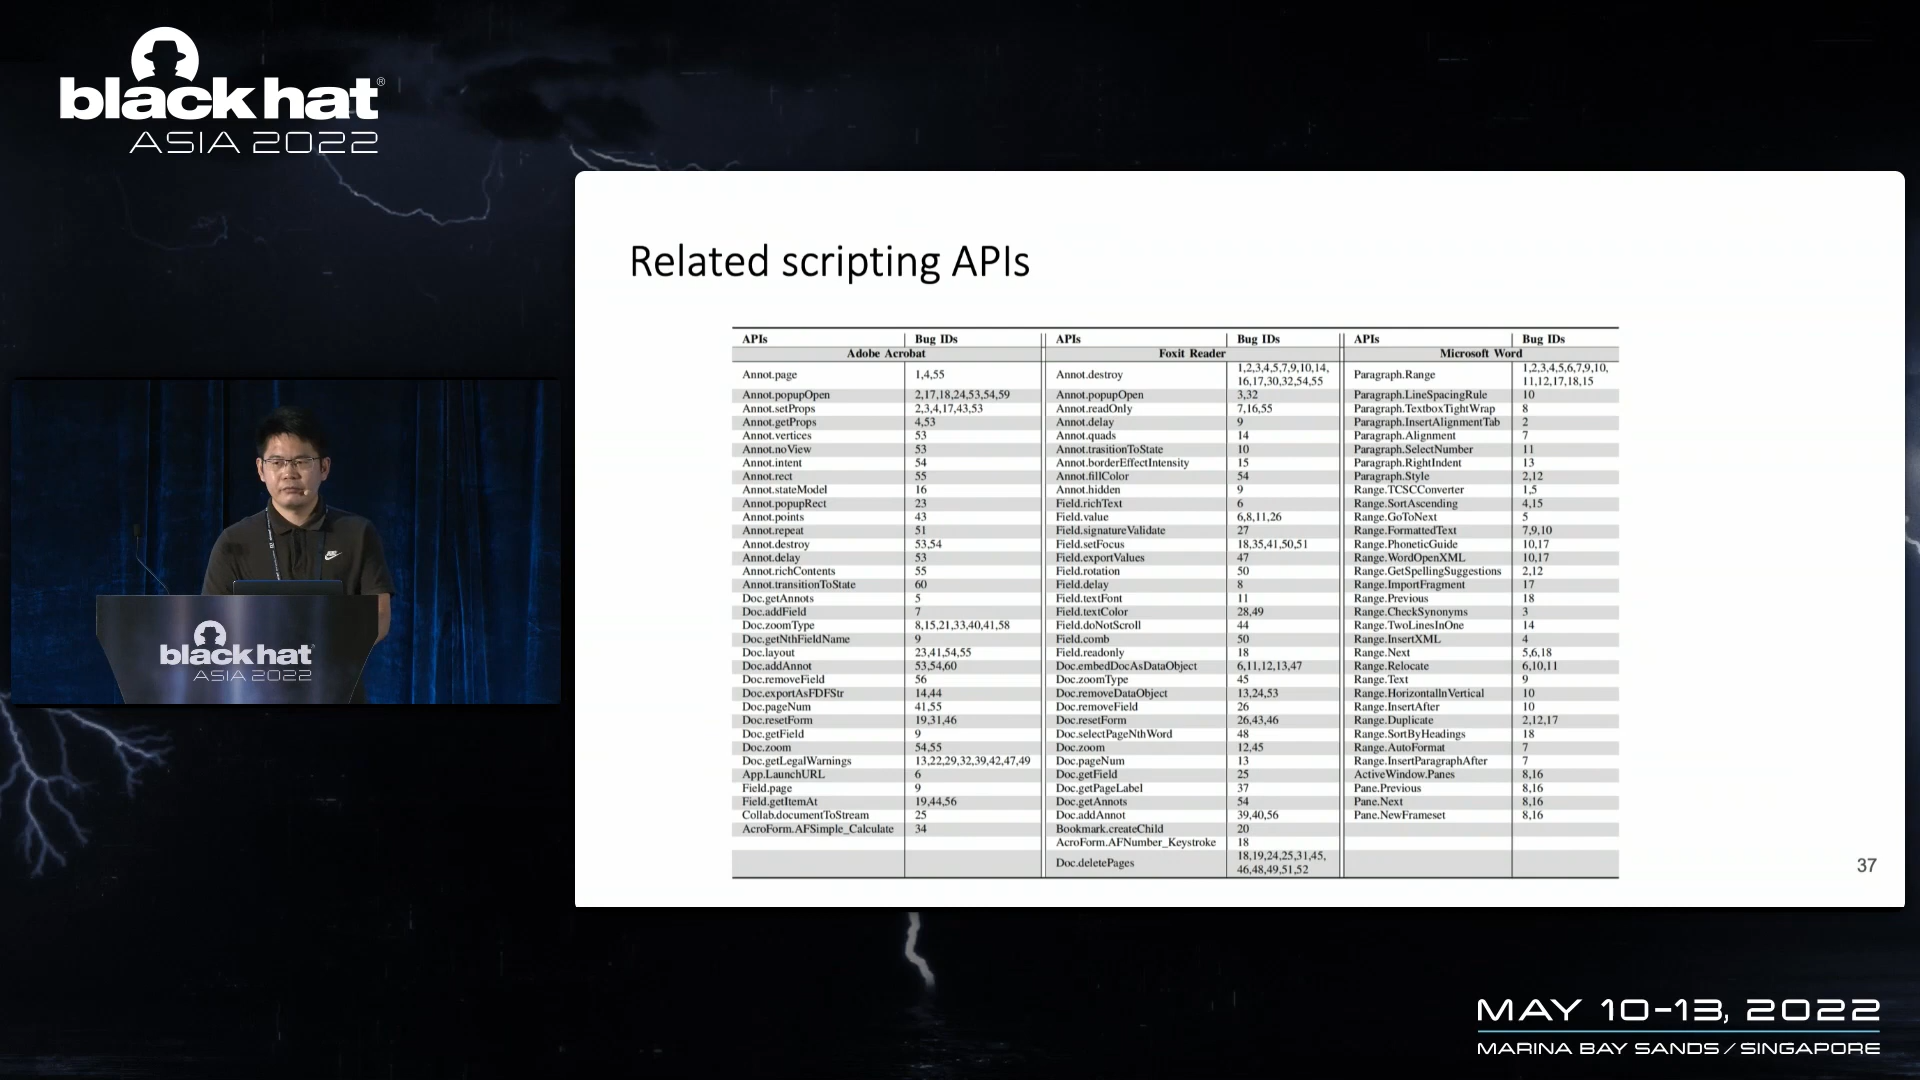 black hat®
ASIA 2022
Related scripting APIs
APIs Bug IDs APIs Bug IDs APIs Bug IDs
Adobe Acrobat Foxit Reader Microsoft Word
Annot.page 1,4,55 Annot.destroy 1,2,3,4,5,7,9,10,14, 16,17,30,32,54,55 Paragraph.Range 1,2,3,4,5,6,7,9,10, 11,12,17,18,15
Annot.popupOpen 2,17,18,24,53,54,59 Annot.popupOpen 3,32 Paragraph.LineSpacingRule 10
Annot.setProps 2,3,4,17,43,53 Annot.readOnly 7,16,55 Paragraph.TextboxTightWrap 8
Annot.getProps 4,53 Annot.delay 9 Paragraph.InsertAlignmentTab 2
Annot.vertices 53 Annot.quads 14 Paragraph.Alignment 7
Annot.noView 53 Annot.trasitionToState 10 Paragraph.SelectNumber 11
Annot.intent 54 Annot.borderEffectIntensity 15 Paragraph.RightIndent 13
Annot.rect 55 Annot.fillColor 54 Paragraph.Style 2,12
Annot.stateModel 16 Annot.hidden 9 Range.TCSCConverter 1,5
Annot.popupRect 23 Field.richText 6 Range.SortAscending 4,15
Annot.points 43 Field.value 6,8,11,26 Range.GoToNext 5
Annot.repeat 51 Field.signatureValidate 27 Range.FormattedText 7,9,10
Annot.destroy 53,54 Field.setFocus 18,35,41,50,51 Range.PhoneticGuide 10,17
Annot.delay 53 Field.exportValues 47 Range.WordOpenXML 10,17
Annot.richContents 55 Field.rotation 50 Range.GetSpellingSuggestions 2,12
Annot.transitionToState 60 Field.delay 8 Range.ImportFragment 17
Doc.getAnnots 5 Field.textFont 11 Range.Previous 18
Doc.addField 7 Field.textColor 28,49 Range.CheckSynonyms 3
Doc.zoomType 8,15,21,33,40,41,58 Field.doNotScroll 44 Range.TwoLinesInOne 14
Doc.getNthFieldName 9 Field.comb 50 Range.InsertXML 4
Doc.layout 23,41,54,55 Field.readonly 18 Range.Next 5,6,18
Doc.addAnnot 53,54,60 Doc.embedDocAsDataObject 6,11,12,13,47 Range.Relocate 6,10,11
Doc.removeField 56 Doc.zoomType 45 Range.Text 9
Doc.exportAsFDFStr 14,44 Doc.removeDataObject 13,24,53 Range.HorizontalInVertical 10
Doc.pageNum 41,55 Doc.removeField 26 Range.InsertAfter 10
Doc.resetForm 19,31,46 Doc.resetForm 26,43,46 Range.Duplicate 2,12,17
Doc.getField 9 Doc.selectPageNthWord 48 Range.SortByHeadings 18
Doc.zoom 54,55 Doc.zoom 12,45 Range.AutoFormat 7
Doc.getLegalWarnings 13,22,29,32,39,42,47,49 Doc.pageNum 13 Range.InsertParagraphAfter 7
App.LaunchURL 6 Doc.getField 25 ActiveWindow.Panes 8,16
Field.page 9 Doc.getPageLabel 37 Pane.Previous 8,16
Field.getItemAt 19,44,56 Doc.getAnnots 54 Pane.Next 8,16
Collab.documentToStream 25 Doc.addAnnot 39,40,56 Pane.NewFrameset 8,16
AcroForm.AFSimple_Calculate 34 Bookmark.createChild 20
AcroForm.AFNumber_Keystroke 18
Doc.deletePages 18,19,24,25,31,45, 46,48,49,51,52
37
black hat
ASIA 2022
MAY 10-13, 2022
MARINA BAY SANDS / SINGAPORE